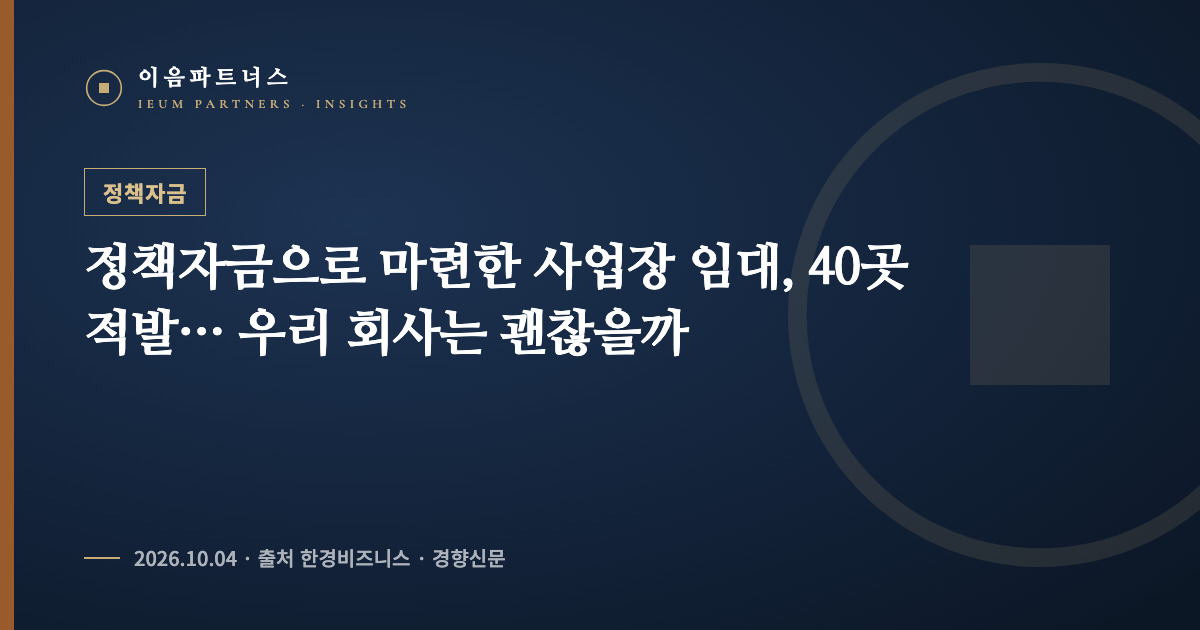 이음파트너스
IEUM PARTNERS · INSIGHTS
정책자금
정책자금으로 마련한 사업장 임대, 40곳
적발… 우리 회사는 괜찮을까
2026.10.04 · 출처 한경비즈니스 · 경향신문